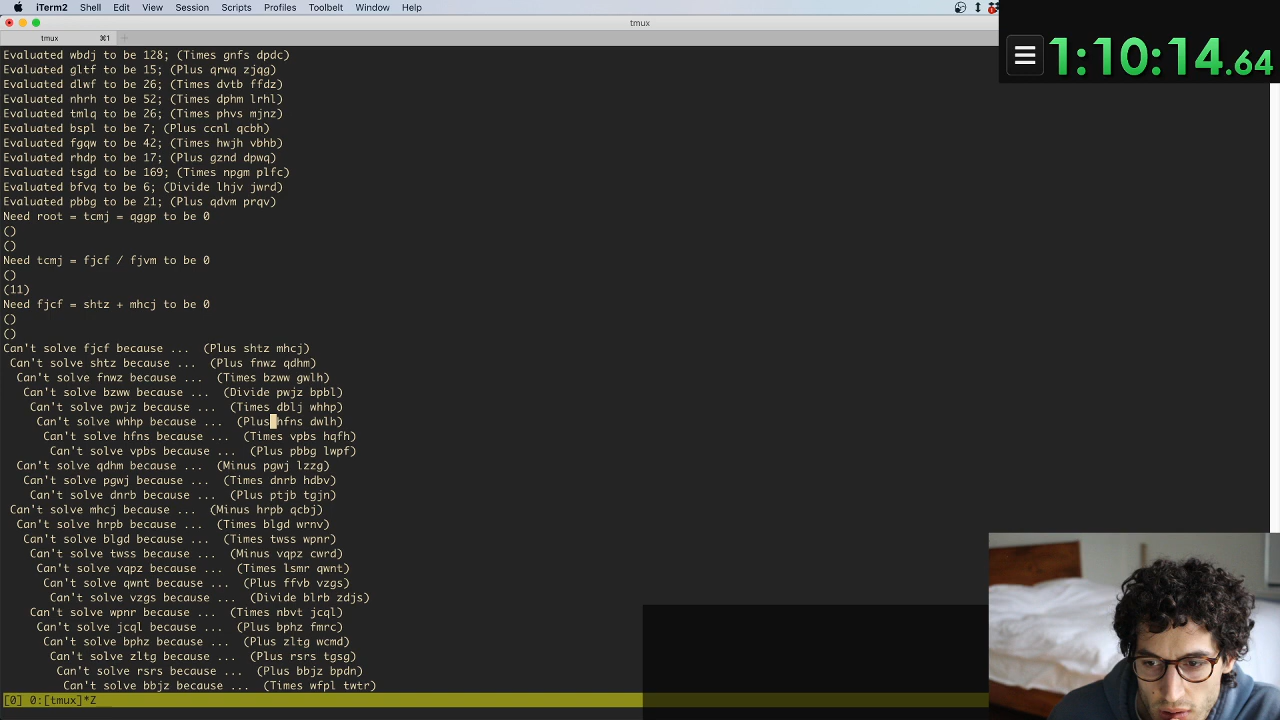 iTerm2 Shell Edit View Session Scripts Profiles Toolbelt Window Help
tmux
tmux ⌘1 +
1:10:14.64
Evaluated wbdj to be 128; (Times gnfs dpdc)
Evaluated gltf to be 15; (Plus qrwq zjqg)
Evaluated dlwf to be 26; (Times dvtb ffdz)
Evaluated nhrh to be 52; (Times dphm lrhl)
Evaluated tmlq to be 26; (Times phvs mjnz)
Evaluated bspl to be 7; (Plus ccnl qcbh)
Evaluated fgqw to be 42; (Times hwjh vbhb)
Evaluated rhdp to be 17; (Plus gznd dpwq)
Evaluated tsgd to be 169; (Times npgm plfc)
Evaluated bfvq to be 6; (Divide lhjv jwrd)
Evaluated pbbg to be 21; (Plus qdvm prqv)
Need root = tcmj = qggp to be 0
()
()
Need tcmj = fjcf / fjvm to be 0
()
(11)
Need fjcf = shtz + mhcj to be 0
()
()
Can't solve fjcf because ... (Plus shtz mhcj)
Can't solve shtz because ... (Plus fnwz qdhm)
Can't solve fnwz because ... (Times bzww gwlh)
Can't solve bzww because ... (Divide pwjz bpbl)
Can't solve pwjz because ... (Times dblj whhp)
Can't solve whhp because ... (Plus hfns dwlh)
Can't solve hfns because ... (Times vpbs hqfh)
Can't solve vpbs because ... (Plus pbbg lwpf)
Can't solve qdhm because ... (Minus pgwj lzzg)
Can't solve pgwj because ... (Times dnrb hdbv)
Can't solve dnrb because ... (Plus ptjb tgjn)
Can't solve mhcj because ... (Minus hrpb qcbj)
Can't solve hrpb because ... (Times blgd wrnv)
Can't solve blgd because ... (Times twss wpnr)
Can't solve twss because ... (Minus vqpz cwrd)
Can't solve vqpz because ... (Times lsmr qwnt)
Can't solve qwnt because ... (Plus ffvb vzgs)
Can't solve vzgs because ... (Divide blrb zdjs)
Can't solve wpnr because ... (Times nbvt jcql)
Can't solve jcql because ... (Plus bphz fmrc)
Can't solve bphz because ... (Plus zltg wcmd)
Can't solve zltg because ... (Plus rsrs tgsg)
Can't solve rsrs because ... (Plus bbjz bpdn)
Can't solve bbjz because ... (Times wfpl twtr)
[0] 0:[tmux]*Z